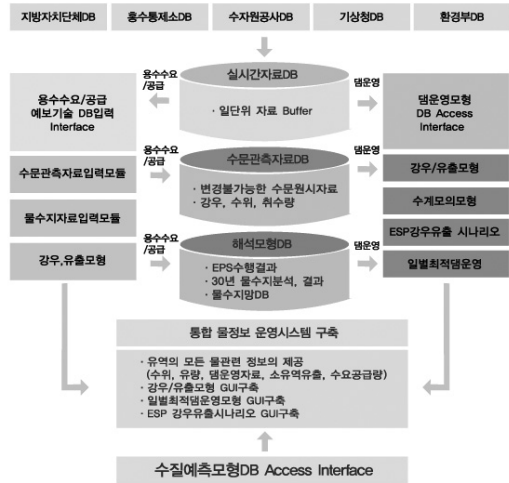 지방자치단체DB
홍수통제소DB
수자원공사DB
기상청DB
환경부DB
용수수요
/공급
실시간자료DB
댐운영
용수수요/공급
예보기술 DB입력
Interface
· 일단위 자료 Buffer
댐운영모형
DB Access
Interface
용수수요
/공급
수문관측자료DB
댐운영
수문관측자료입력모듈
· 변경불가능한 수문원시자료
· 강우, 수위, 취수량
강우/유출모형
수계모의모형
물수지자료입력모듈
용수수요
/공급
해석모형DB
댐운영
ESP강우유출 시나리오
강우,유출모형
· EPS수행결과
· 30년 물수지분석, 결과
· 물수지망DB
일별최적댐운영
통합 물정보 운영시스템 구축
· 유역의 모든 물관련 정보의 제공
(수위, 유량, 댐운영자료, 소유역유출, 수요공급량)
· 강우/유출모형 GUI구축
· 일별최적댐운영모형 GUI구축
· ESP 강우유출시나리오 GUI구축
수질예측모형DB Access Interface